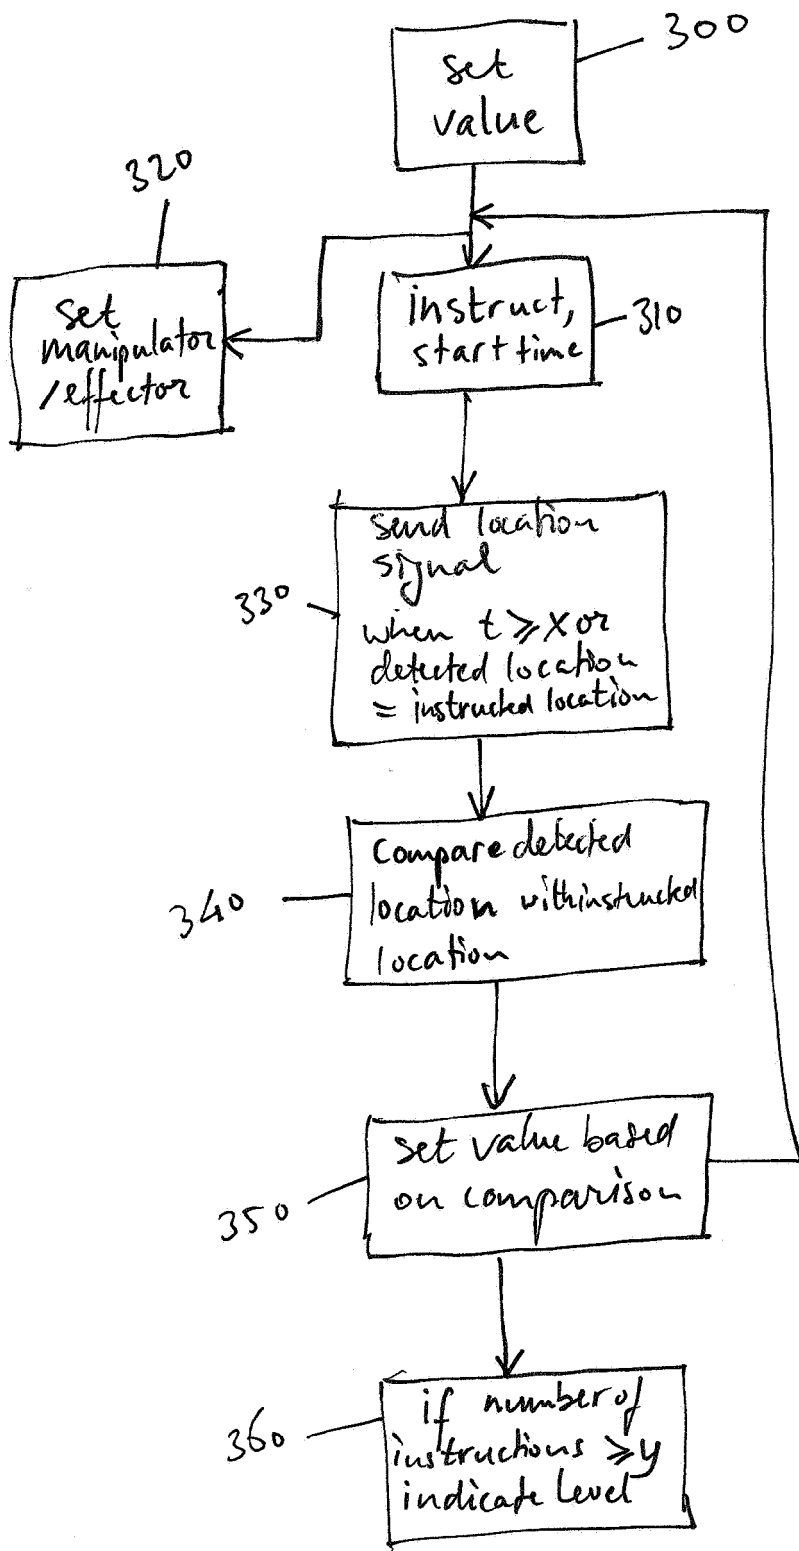 300
set
value
320
set
manipulator
/effector
instruct,
start time
310
330
send location
signal
when t ⩾ x or
detected location
= instructed location
340
Compare detected
location with instructed
location
350
set value based
on comparison
360
if number of
instructions ⩾ y
indicate level